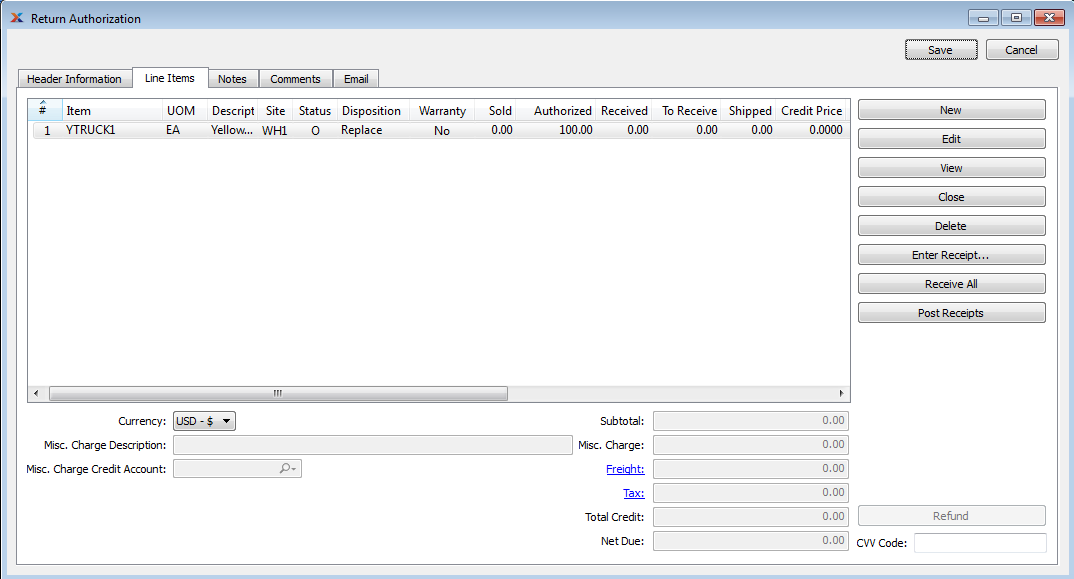 Return Authorization
Save Cancel
Header Information Line Items Notes Comments Email
# Item UOM Descript Site Status Disposition Warranty Sold Authorized Received To Receive Shipped Credit Price
1 YTRUCK1 EA Yellow... WH1 O Replace No 0.00 100.00 0.00 0.00 0.00 0.0000
New
Edit
View
Close
Delete
Enter Receipt...
Receive All
Post Receipts
Currency: USD - $ Subtotal: 0.00
Misc. Charge Description: Misc. Charge: 0.00
Misc. Charge Credit Account: Freight: 0.00
Tax: 0.00
Total Credit: 0.00 Refund
Net Due: 0.00 CVV Code: